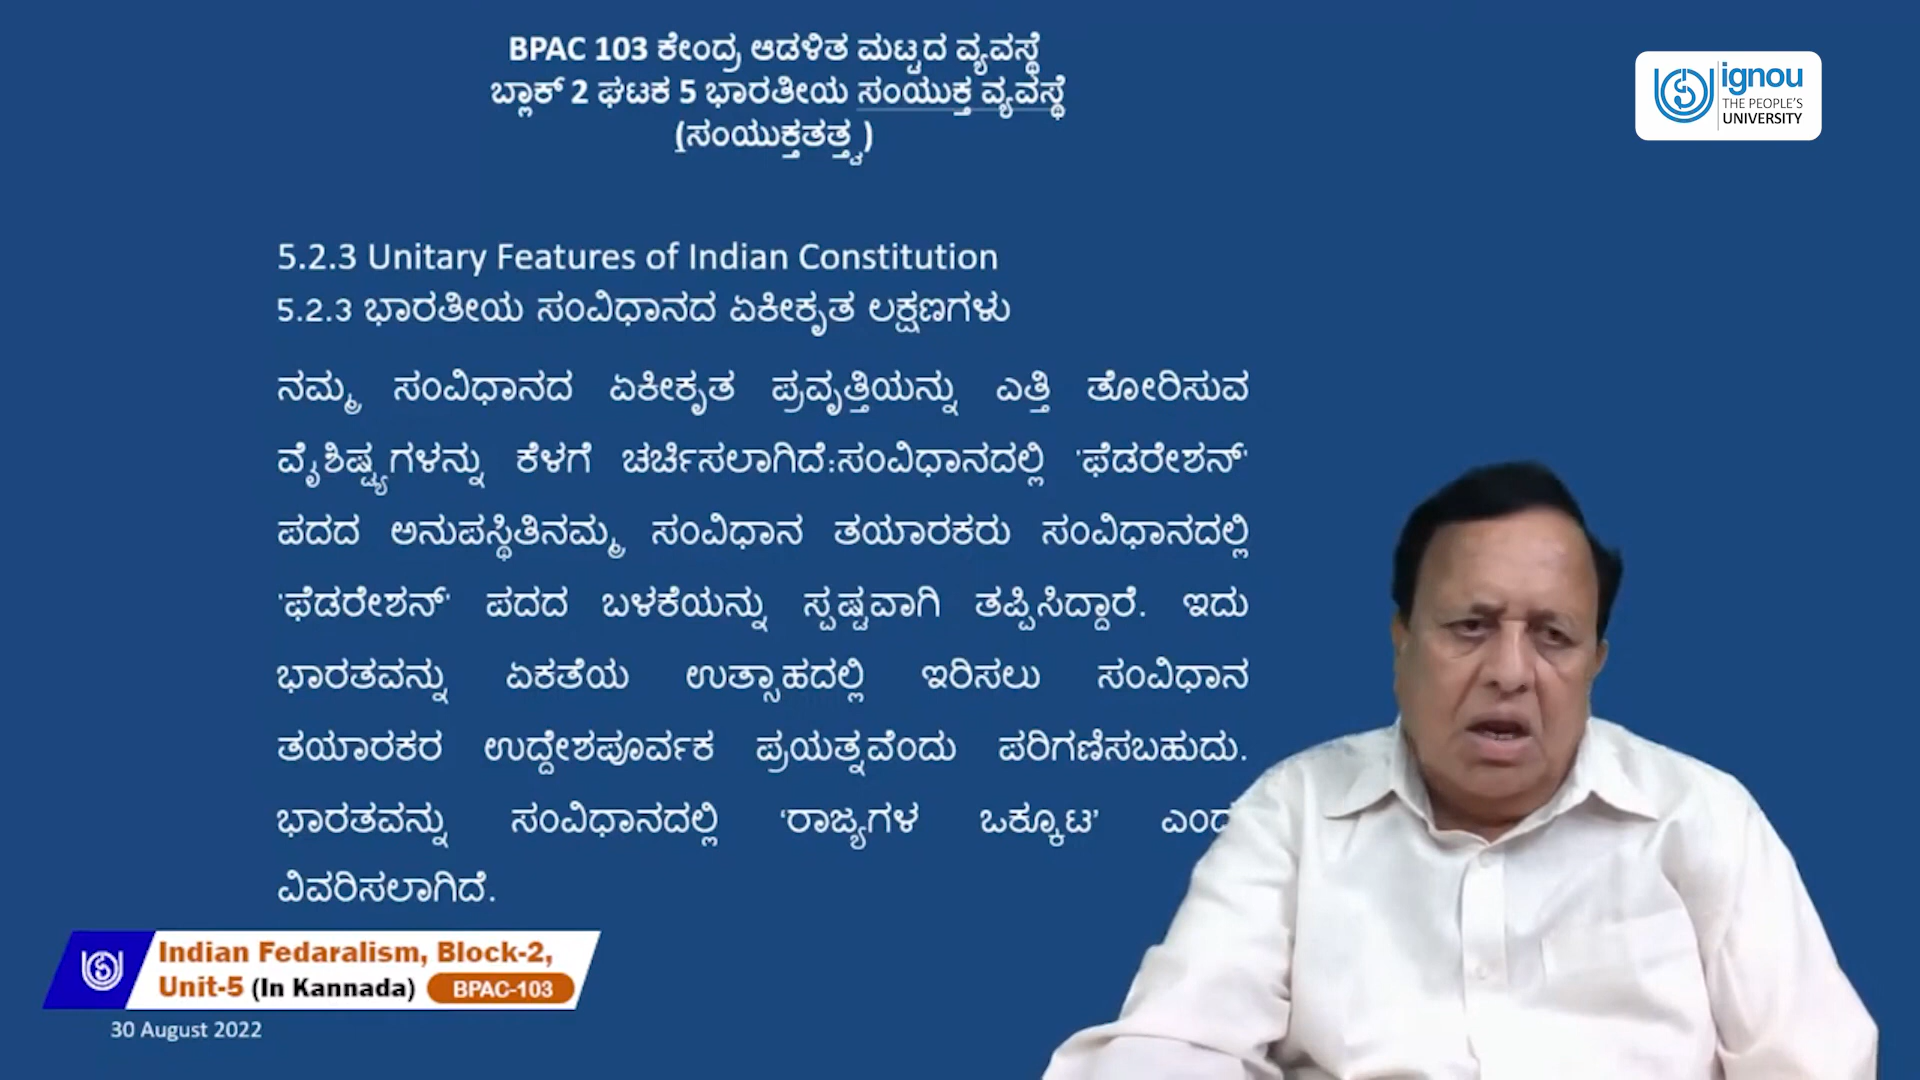 BPAC 103 ಕೇಂದ್ರ ಆಡಳಿತ ಮಟ್ಟದ ವ್ಯವಸ್ಥೆ
ಬ್ಲಾಕ್ 2 ಘಟಕ 5 ಭಾರತೀಯ ಸಂಯುಕ್ತ ವ್ಯವಸ್ಥೆ
(ಸಂಯುಕ್ತತತ್ತ್ವ)
ignou
THE PEOPLE'S
UNIVERSITY
5.2.3 Unitary Features of Indian Constitution
5.2.3 ಭಾರತೀಯ ಸಂವಿಧಾನದ ಏಕೀಕೃತ ಲಕ್ಷಣಗಳು
ನಮ್ಮ ಸಂವಿಧಾನದ ಏಕೀಕೃತ ಪ್ರವೃತ್ತಿಯನ್ನು ಎತ್ತಿ ತೋರಿಸುವ
ವೈಶಿಷ್ಟ್ಯಗಳನ್ನು ಕೆಳಗೆ ಚರ್ಚಿಸಲಾಗಿದೆ:ಸಂವಿಧಾನದಲ್ಲಿ 'ಫೆಡರೇಶನ್'
ಪದದ ಅನುಪಸ್ಥಿತಿನಮ್ಮ ಸಂವಿಧಾನ ತಯಾರಕರು ಸಂವಿಧಾನದಲ್ಲಿ
'ಫೆಡರೇಶನ್' ಪದದ ಬಳಕೆಯನ್ನು ಸ್ಪಷ್ಟವಾಗಿ ತಪ್ಪಿಸಿದ್ದಾರೆ. ಇದು
ಭಾರತವನ್ನು ಏಕತೆಯ ಉತ್ಸಾಹದಲ್ಲಿ ಇರಿಸಲು ಸಂವಿಧಾನ
ತಯಾರಕರ ಉದ್ದೇಶಪೂರ್ವಕ ಪ್ರಯತ್ನವೆಂದು ಪರಿಗಣಿಸಬಹುದು.
ಭಾರತವನ್ನು ಸಂವಿಧಾನದಲ್ಲಿ ‘ರಾಜ್ಯಗಳ ಒಕ್ಕೂಟ’
ವಿವರಿಸಲಾಗಿದೆ.
Indian Fedaralism, Block-2,
Unit-5 (In Kannada) BPAC-103
30 August 2022